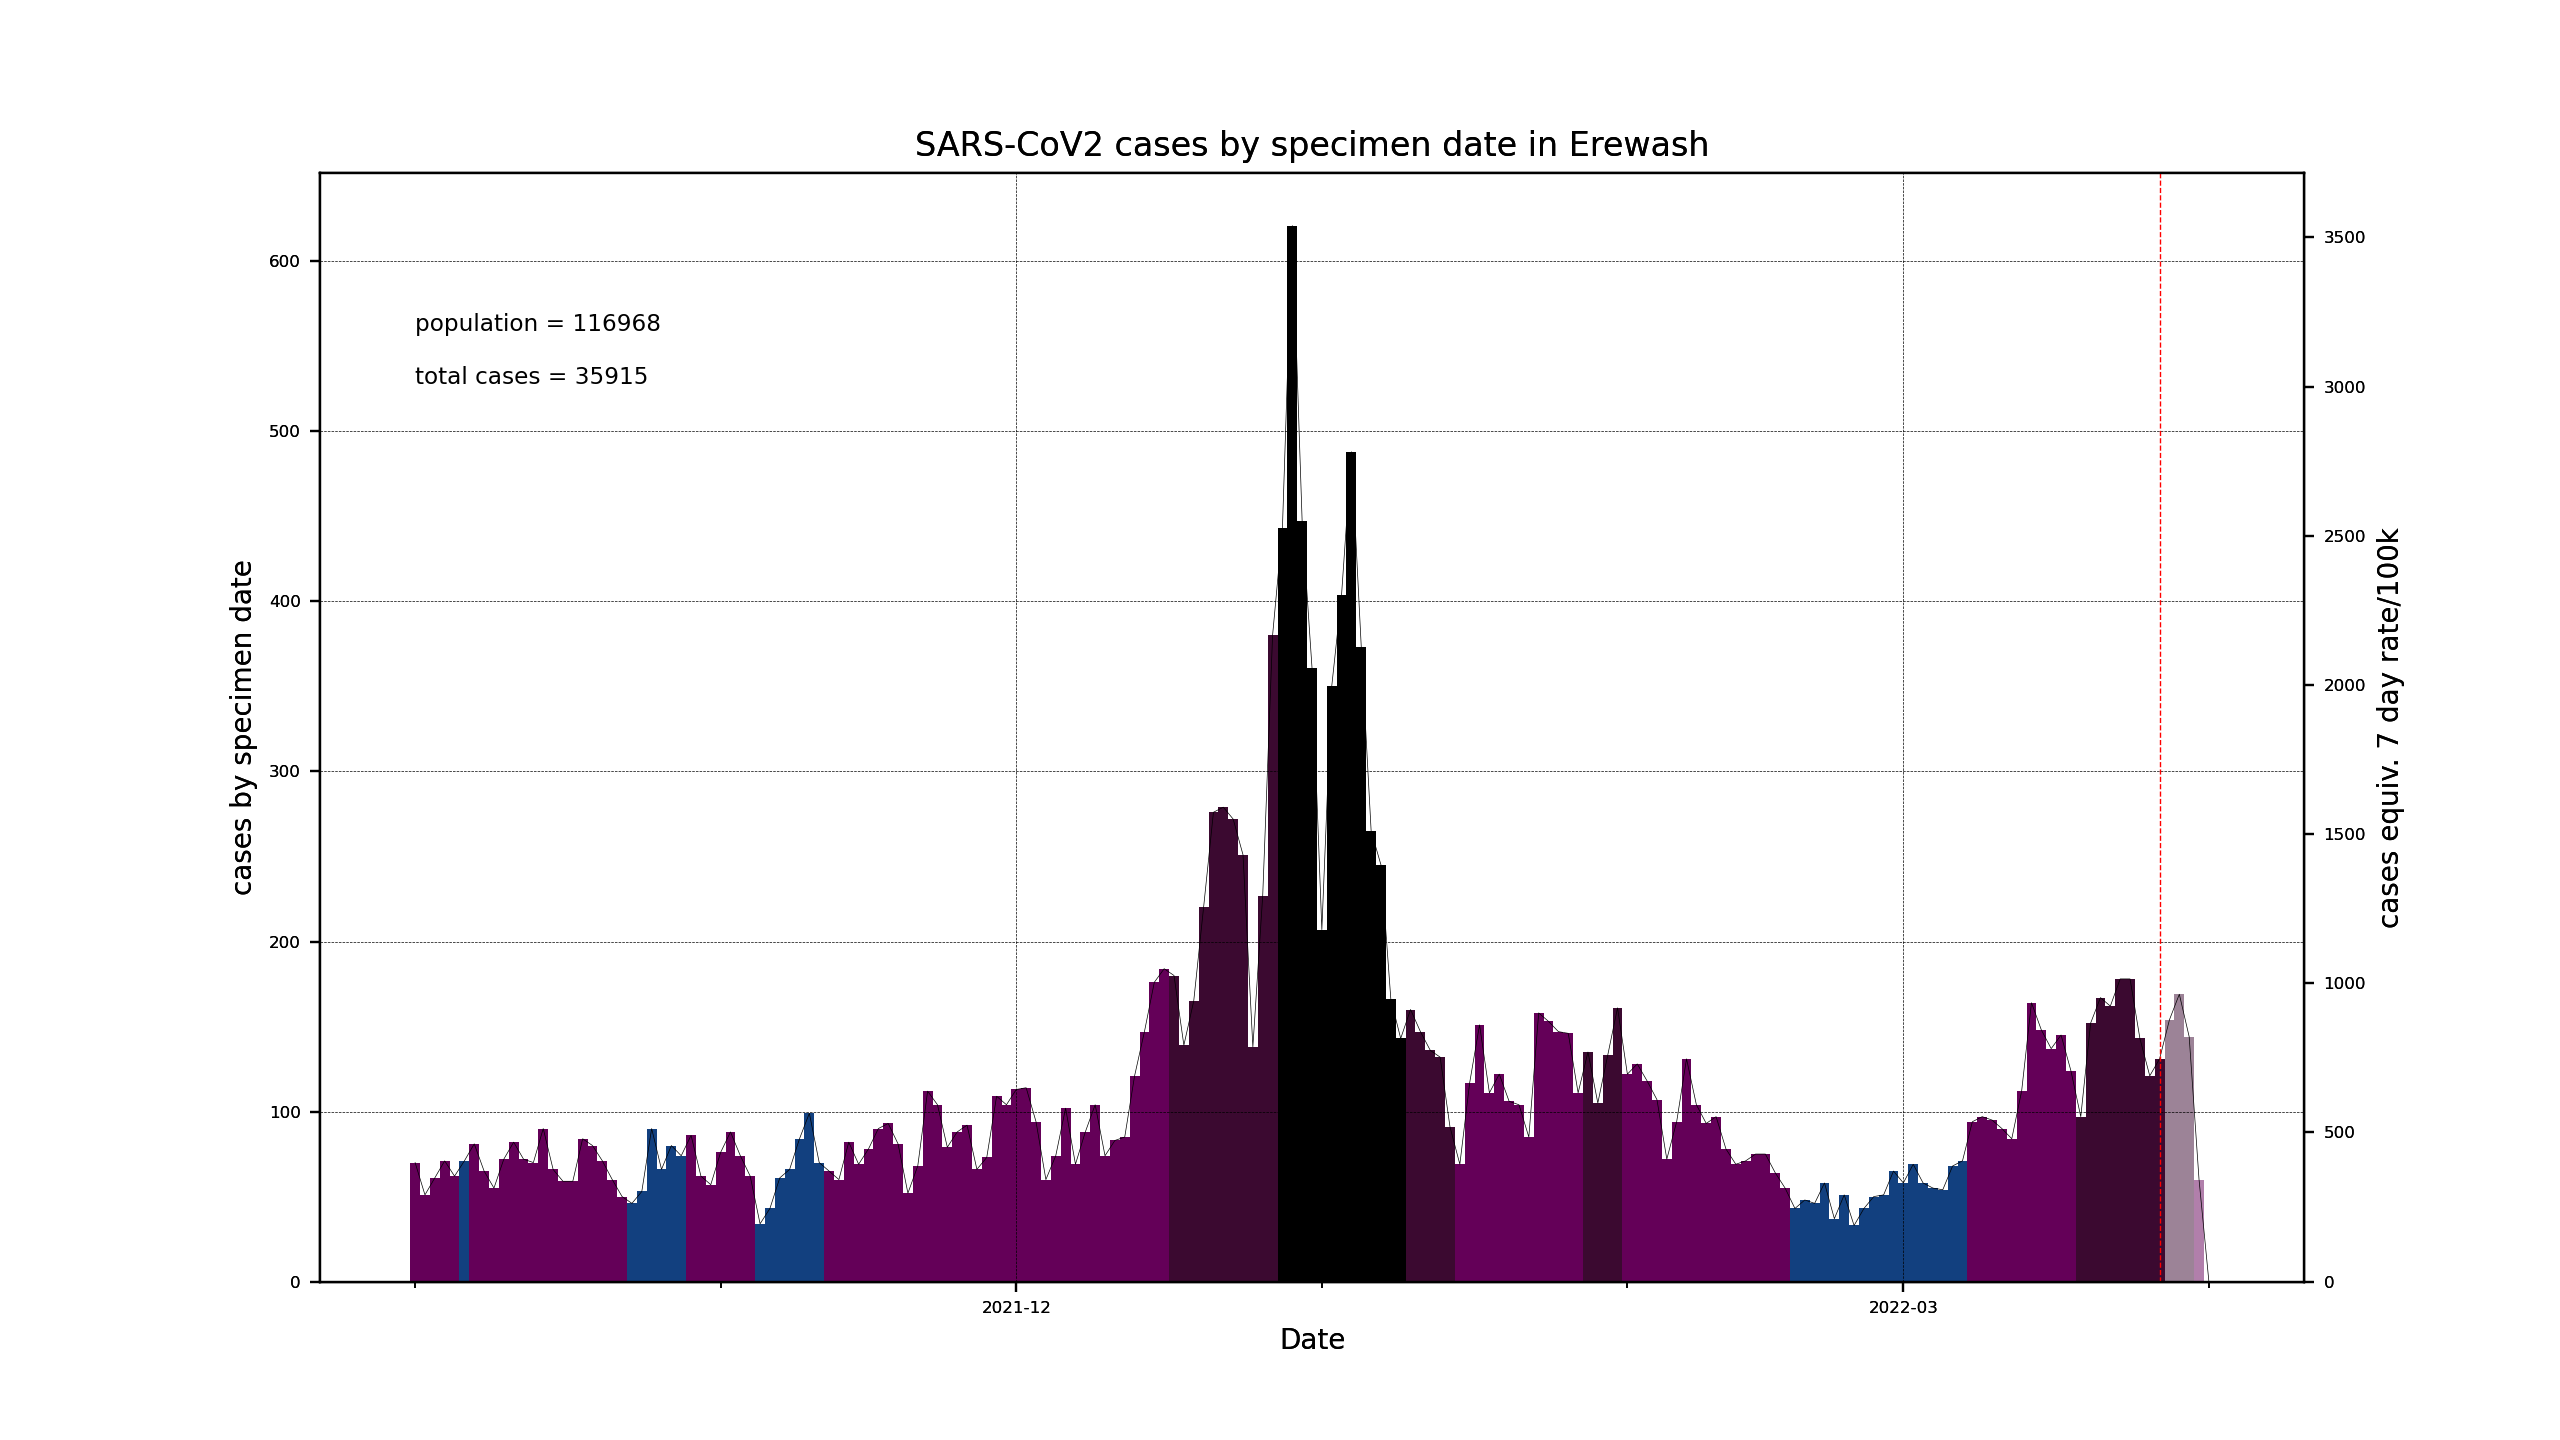 SARS-CoV2 cases by specimen date in Erewash
population = 116968
total cases = 35915
cases by specimen date
600
500
400
300
200
100
0
3500
3000
2500
2000
1500
1000
500
0
cases equiv. 7 day rate/100k
2021-12
2022-03
Date